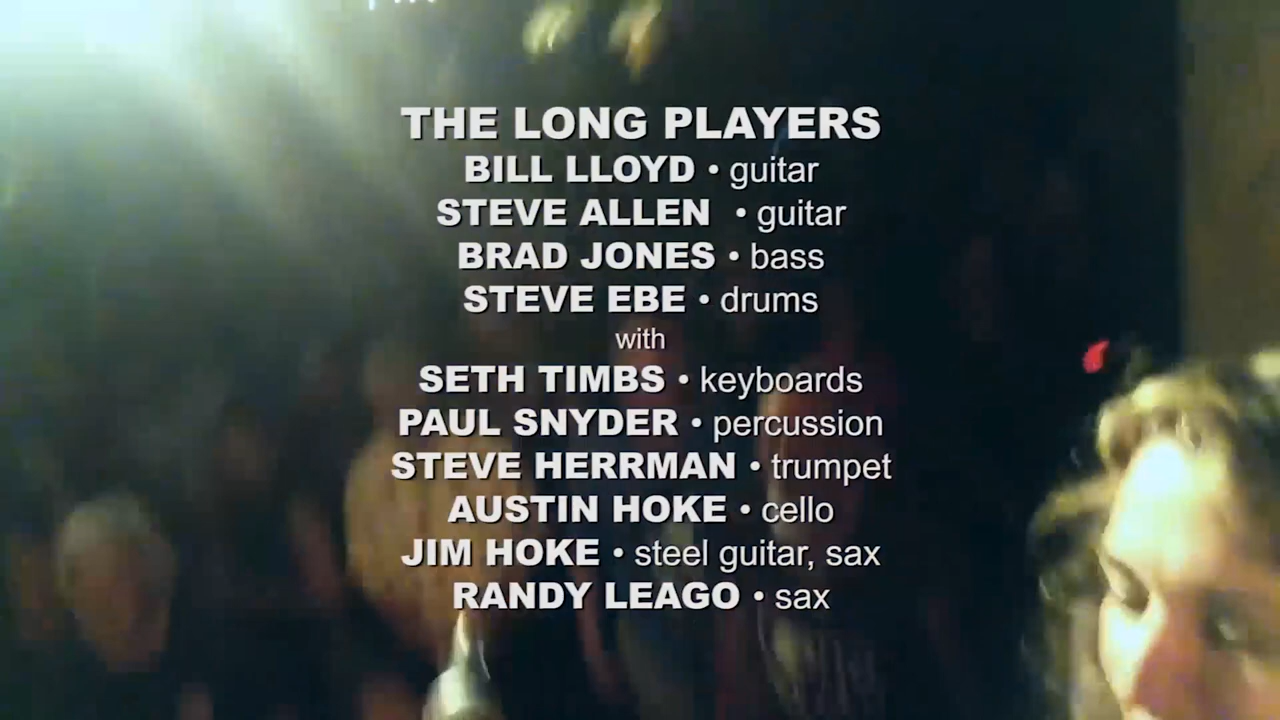 THE LONG PLAYERS
BILL LLOYD • guitar
STEVE ALLEN • guitar
BRAD JONES • bass
STEVE EBE • drums
with
SETH TIMBS • keyboards
PAUL SNYDER • percussion
STEVE HERRMAN • trumpet
AUSTIN HOKE • cello
JIM HOKE • steel guitar, sax
RANDY LEAGO • sax